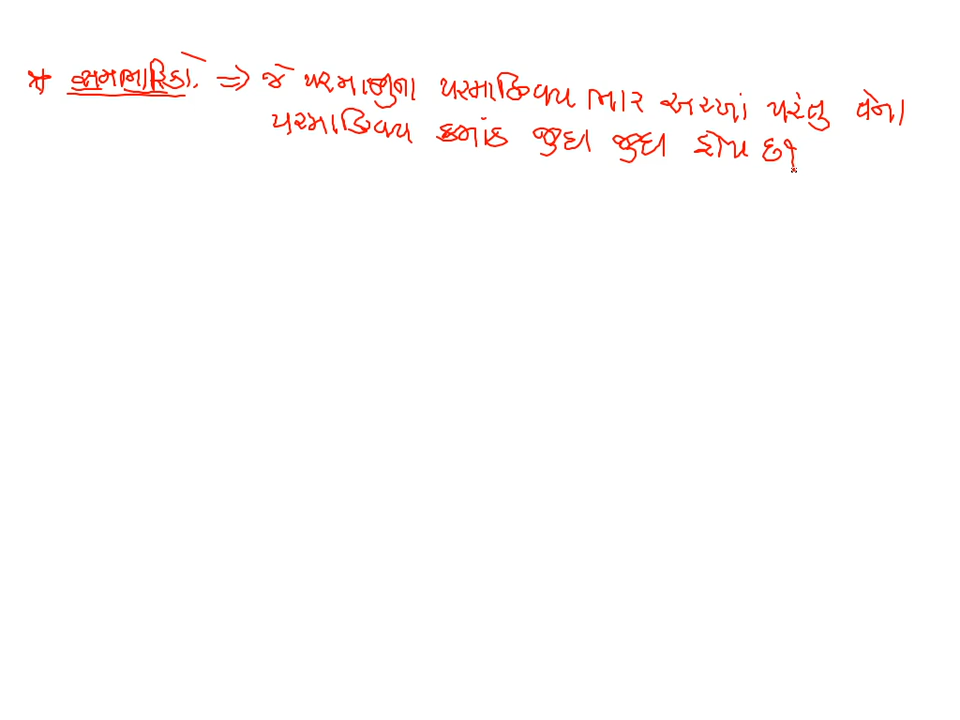 * સમભારિકો. ⇒ જે પરમાણુના પરમાણ્વિય ભાર સરખાં પરંતુ તેના
પરમાણ્વિય ક્રમાંક જુદા જુદા હોય છે